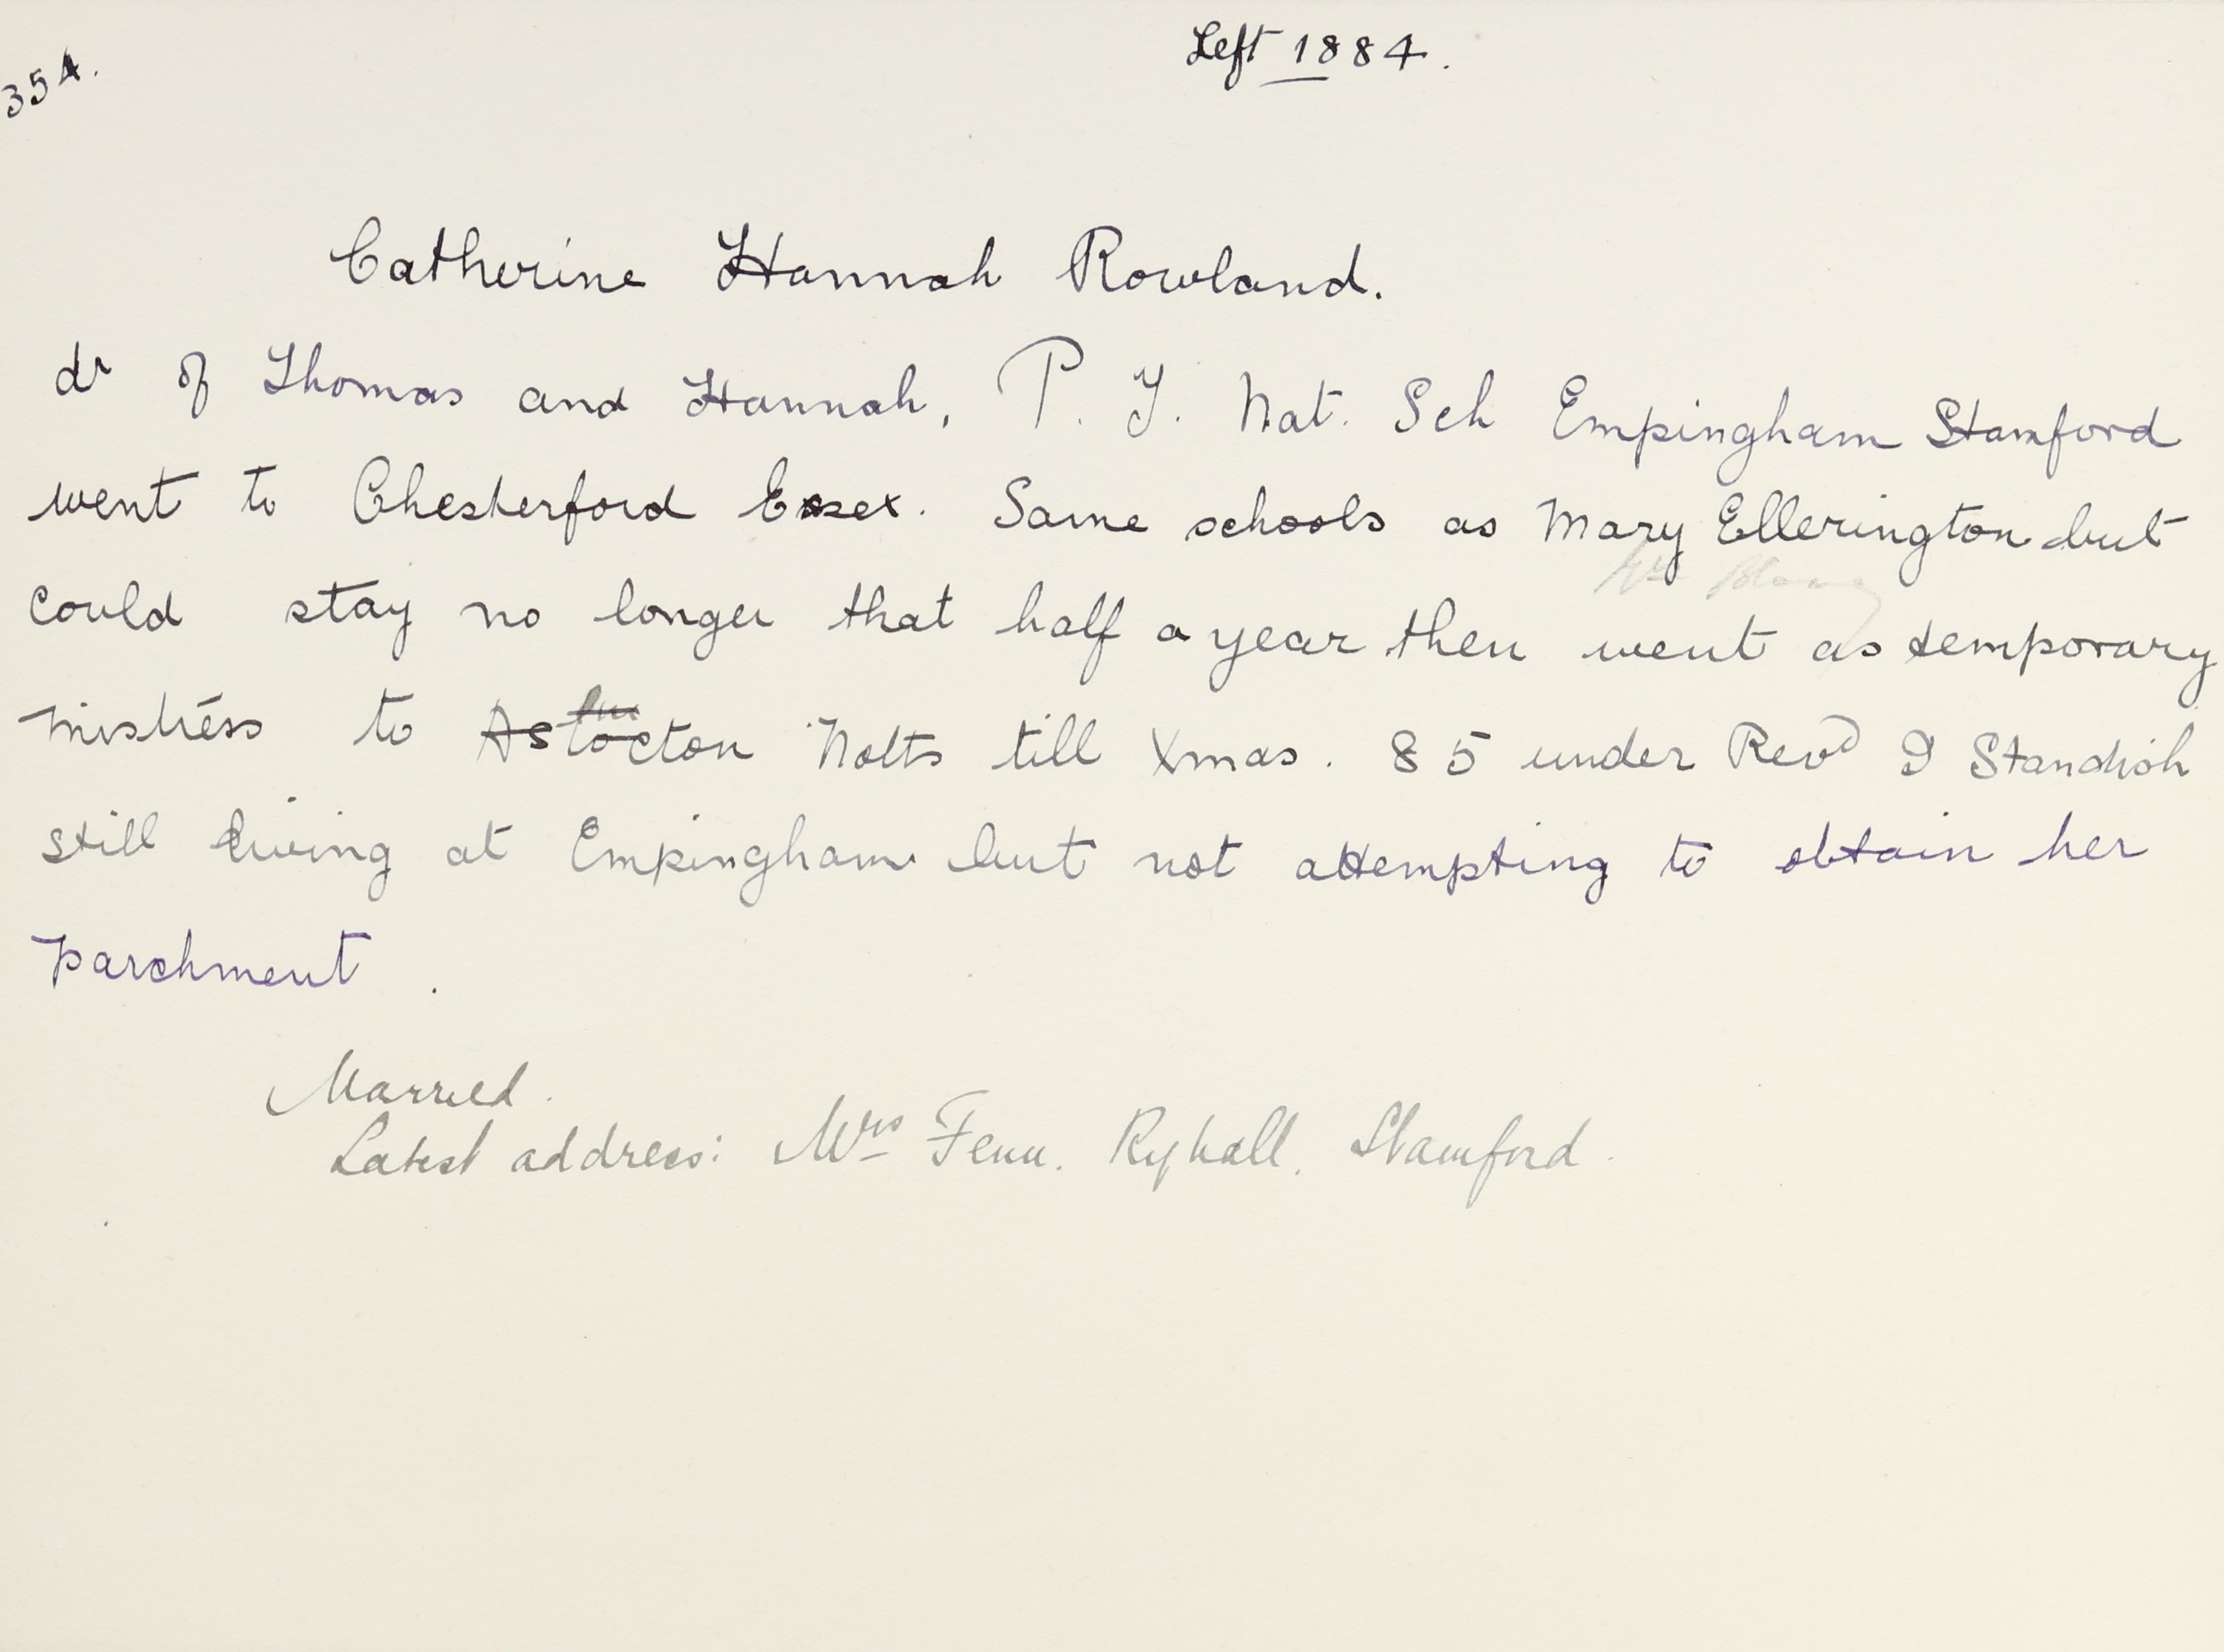 354.
Left 1884.
Catherine Hannah Rowland.
dr of Thomas and Hannah, P. T. Nat. Sch Empingham Stamford
went to Chesterford Essex. Same schools as Mary Ellerington but
could stay no longer that half a year then went as temporary
mistress to Notts till Xmas. 85 under Revd Standish
still living at Empingham but not attempting to obtain her
parchment.
Married.
Latest address: Mrs Fenn. Ryhall. Stamford.